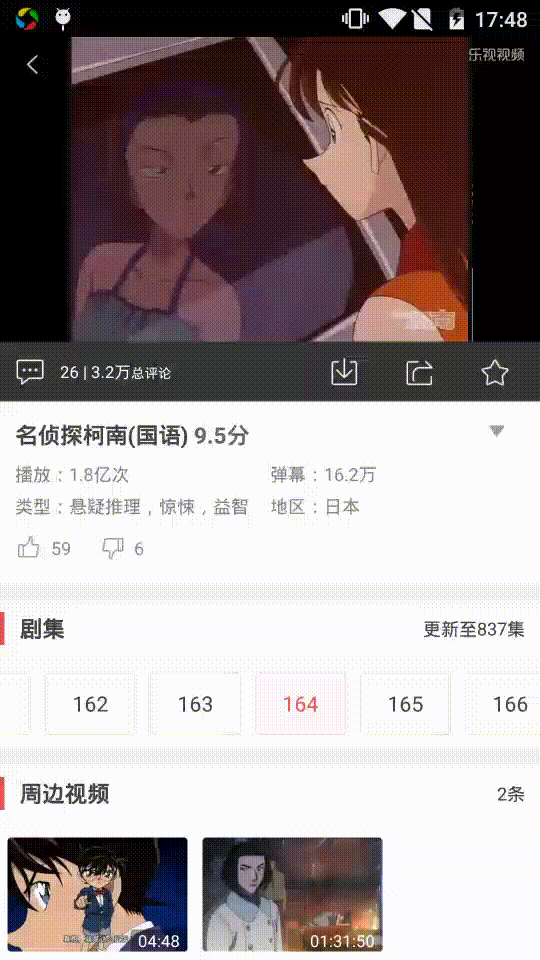 17:48
乐视视频
26 | 3.2万总评论
名侦探柯南(国语) 9.5分
播放：1.8亿次 弹幕：16.2万
类型：悬疑推理，惊悚，益智 地区：日本
59 6
剧集 更新至837集
162 163 164 165 166
周边视频 2条
04:48 01:31:50